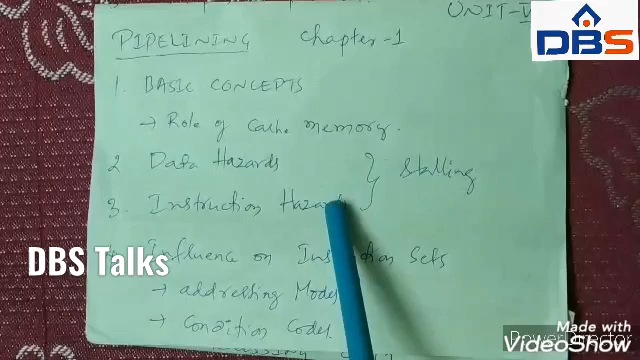 UNIT-V
DBS
PIPELINING Chapter-1
1. BASIC CONCEPTS
→ Role of Cache memory.
2 Data Hazards
} Stalling
3. Instruction Hazards
Influence on Instruction Sets
DBS Talks
→ addressing Modes
→ Condition Codes
Made with
VideoShow